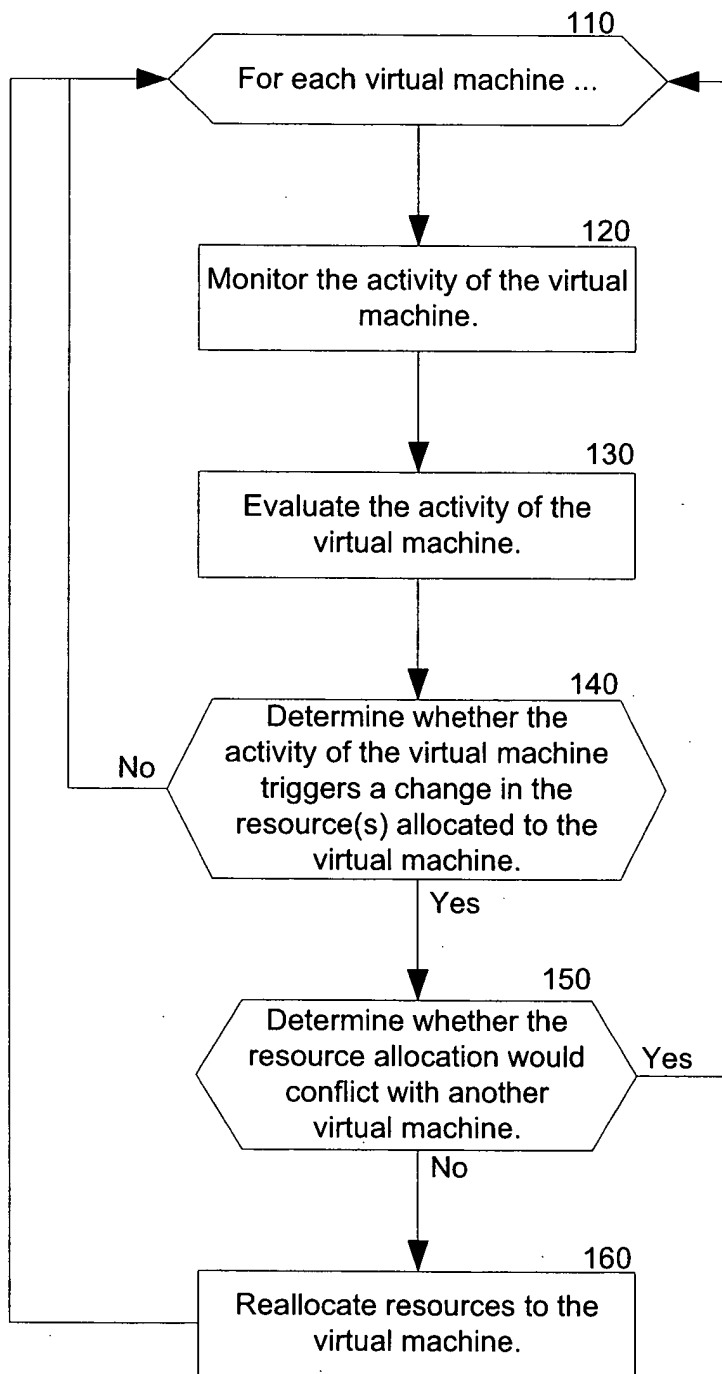 110
For each virtual machine ...
120
Monitor the activity of the virtual
machine.
130
Evaluate the activity of the
virtual machine.
140
Determine whether the
activity of the virtual machine
triggers a change in the
resource(s) allocated to the
virtual machine.
No
Yes
150
Determine whether the
resource allocation would
conflict with another
virtual machine.
Yes
No
160
Reallocate resources to the
virtual machine.